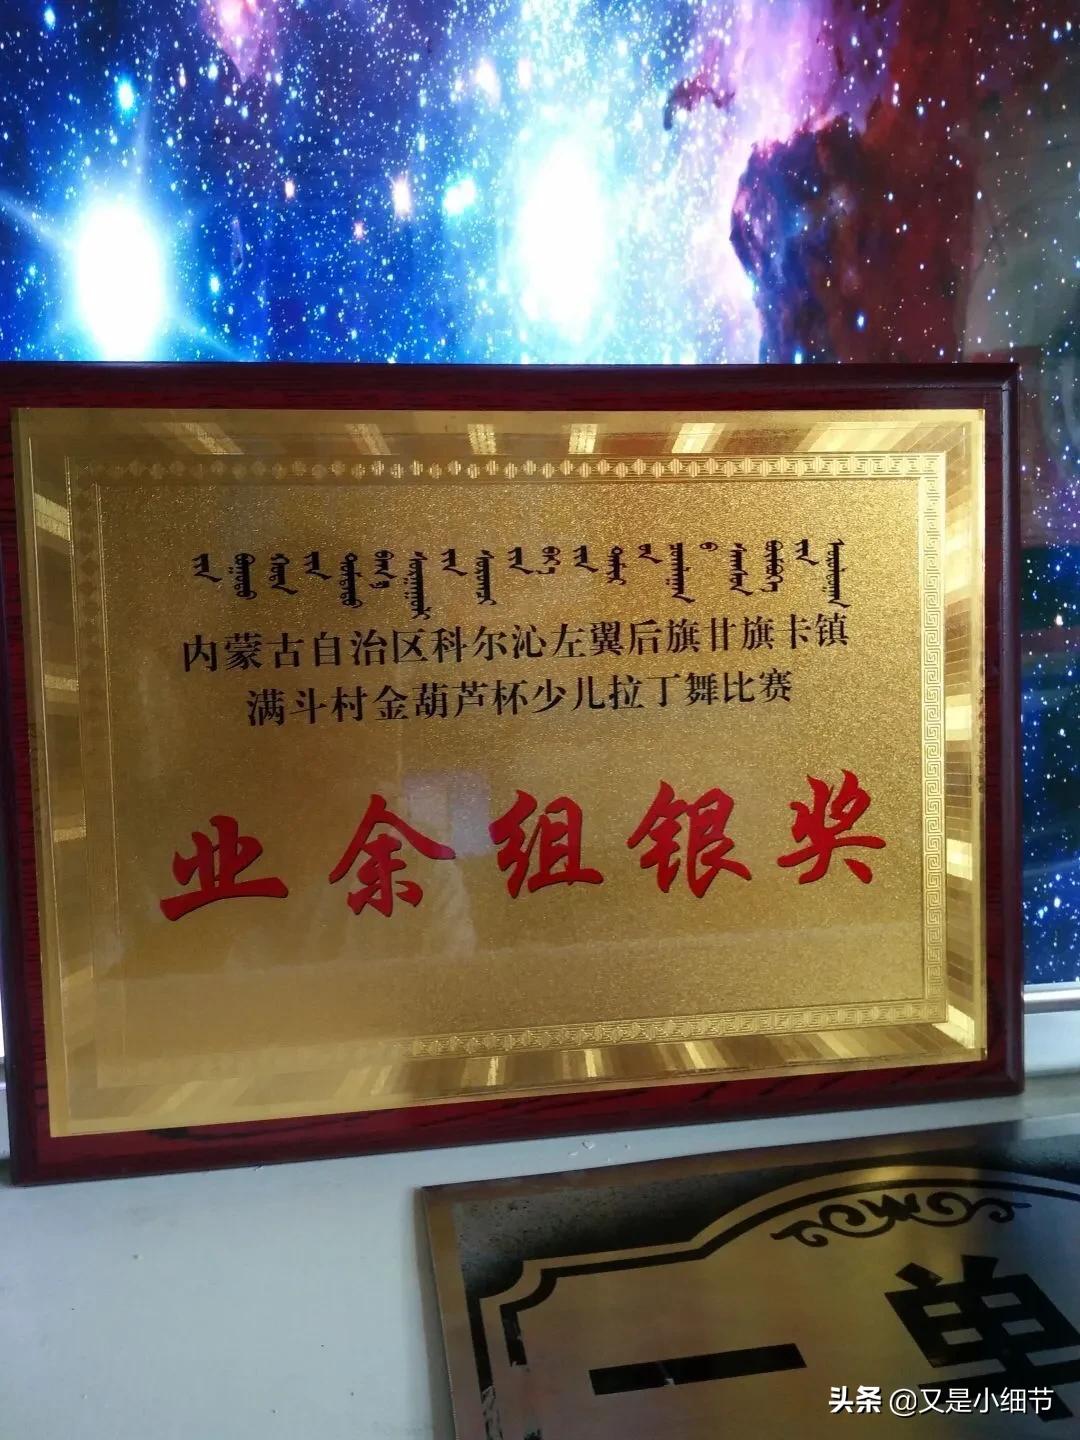 内蒙古自治区科尔沁左翼后旗甘旗卡镇
满斗村金葫芦杯少儿拉丁舞比赛
业余组银奖
一单
头条 @又是小细节